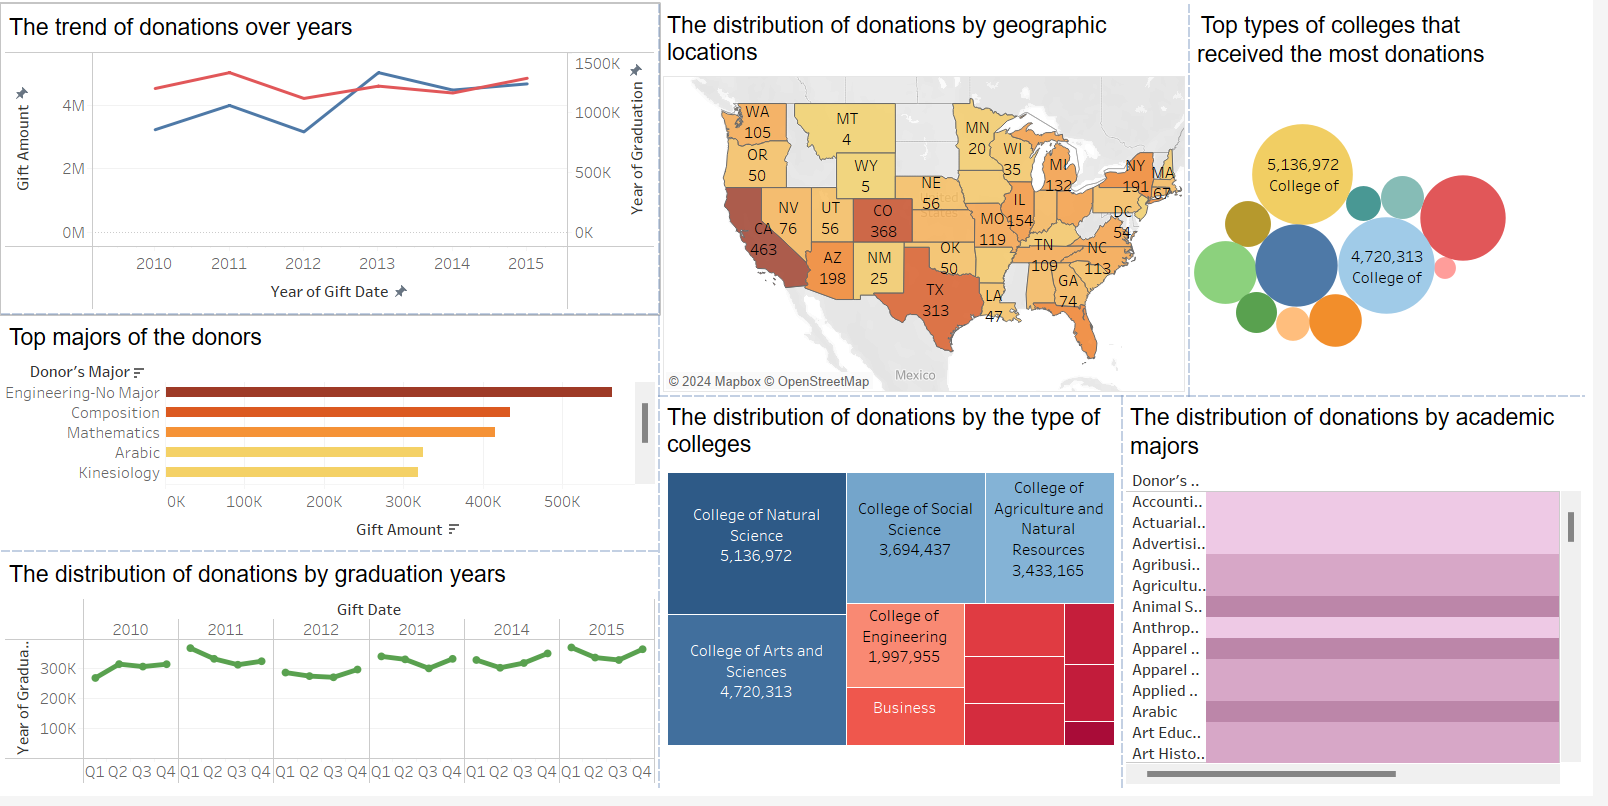 The trend of donations over years
Gift Amount
4M
2M
0M
1500K
1000K
500K
0K
Year of Graduation
2010 2011 2012 2013 2014 2015
Year of Gift Date
Top majors of the donors
Donor's Major
Engineering-No Major
Composition
Mathematics
Arabic
Kinesiology
0K 100K 200K 300K 400K 500K
Gift Amount
The distribution of donations by graduation years
Gift Date
2010 2011 2012 2013 2014 2015
Year of Gradua..
300K
200K
100K
Q1 Q2 Q3 Q4 Q1 Q2 Q3 Q4 Q1 Q2 Q3 Q4 Q1 Q2 Q3 Q4 Q1 Q2 Q3 Q4 Q1 Q2 Q3 Q4
The distribution of donations by geographic
locations
WA
105
MT
4
MN
20
OR
50
WI
35
MI
132
NY
191
MA
67
WY
5
NE
56
United
States
NV
76
UT
56
CO
368
IL
154
MO
119
DC
54
CA
463
TN
109
NC
113
AZ
198
NM
25
OK
50
GA
74
TX
313
LA
47
Mexico
© 2024 Mapbox © OpenStreetMap
Top types of colleges that
received the most donations
5,136,972
College of
4,720,313
College of
The distribution of donations by the type of
colleges
College of Natural
Science
5,136,972
College of Arts and
Sciences
4,720,313
College of Social
Science
3,694,437
College of
Agriculture and
Natural
Resources
3,433,165
College of
Engineering
1,997,955
Business
The distribution of donations by academic
majors
Donor's ..
Accounti..
Actuarial..
Advertisi..
Agribusi..
Agricultu..
Animal S..
Anthrop..
Apparel ..
Apparel ..
Applied ..
Arabic
Art Educ..
Art Histo..